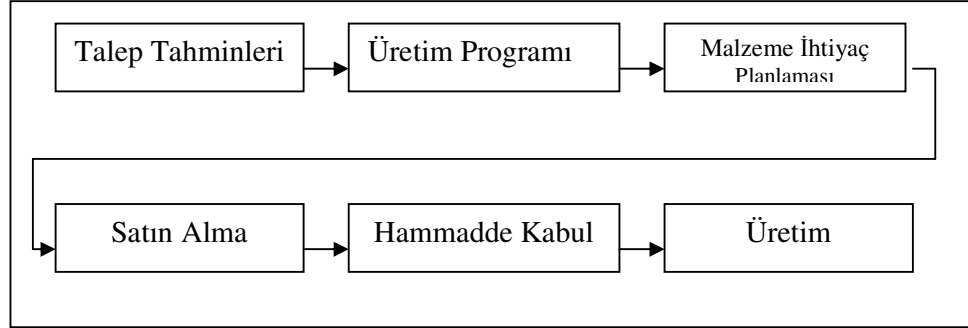 Talep Tahminleri
Üretim Programı
Malzeme İhtiyaç
Planlaması
Satın Alma
Hammadde Kabul
Üretim